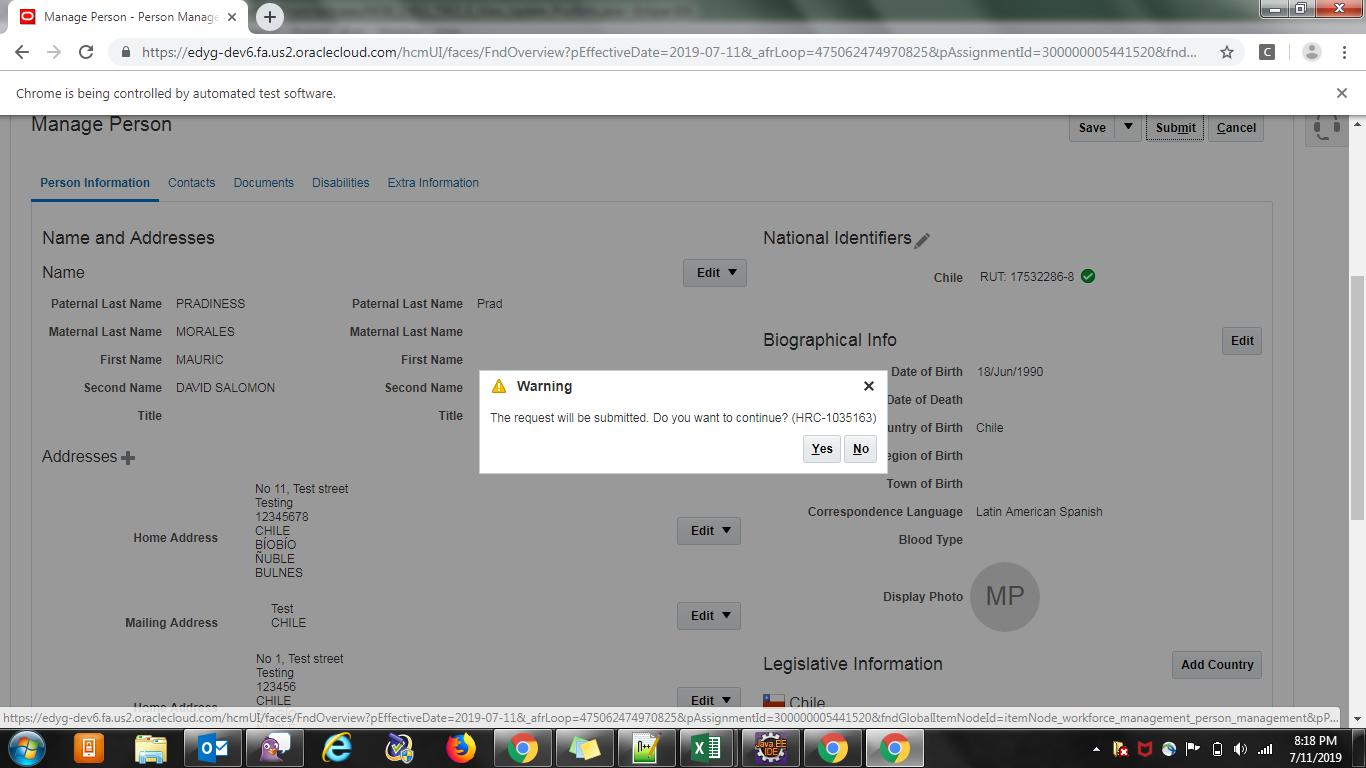 Manage Person - Person Manage
https://edyg-dev6.fa.us2.oraclecloud.com/hcmUI/faces/FndOverview?pEffectiveDate=2019-07-11&_afrLoop=475062474970825&pAssignmentId=300000005441520&fnd...
C
Chrome is being controlled by automated test software.
Manage Person
Save
Submit
Cancel
Person Information
Contacts
Documents
Disabilities
Extra Information
Name and Addresses
Name
Edit
Paternal Last Name PRADINESS
Paternal Last Name Prad
Maternal Last Name MORALES
Maternal Last Name
First Name MAURIC
First Name
Second Name DAVID SALOMON
Second Name
Title
Title
Addresses
Home Address
No 11, Test street
Testing
12345678
CHILE
BÍOBÍO
ÑUBLE
BULNES
Edit
Mailing Address
Test
CHILE
Edit
Home Address
No 1, Test street
Testing
123456
CHILE
BÍOBÍO
Edit
National Identifiers
Chile RUT: 17532286-8
Biographical Info
Edit
Date of Birth 18/Jun/1990
Date of Death
untry of Birth Chile
egion of Birth
Town of Birth
Correspondence Language Latin American Spanish
Blood Type
Display Photo MP
Legislative Information
Add Country
Chile
Warning
The request will be submitted. Do you want to continue? (HRC-1035163)
Yes
No
https://edyg-dev6.fa.us2.oraclecloud.com/hcmUI/faces/FndOverview?pEffectiveDate=2019-07-11&_afrLoop=475062474970825&pAssignmentId=300000005441520&fndGlobalItemNodeId=itemNode_workforce_management_person_management&pP...
Java EE
IDE
8:18 PM
7/11/2019